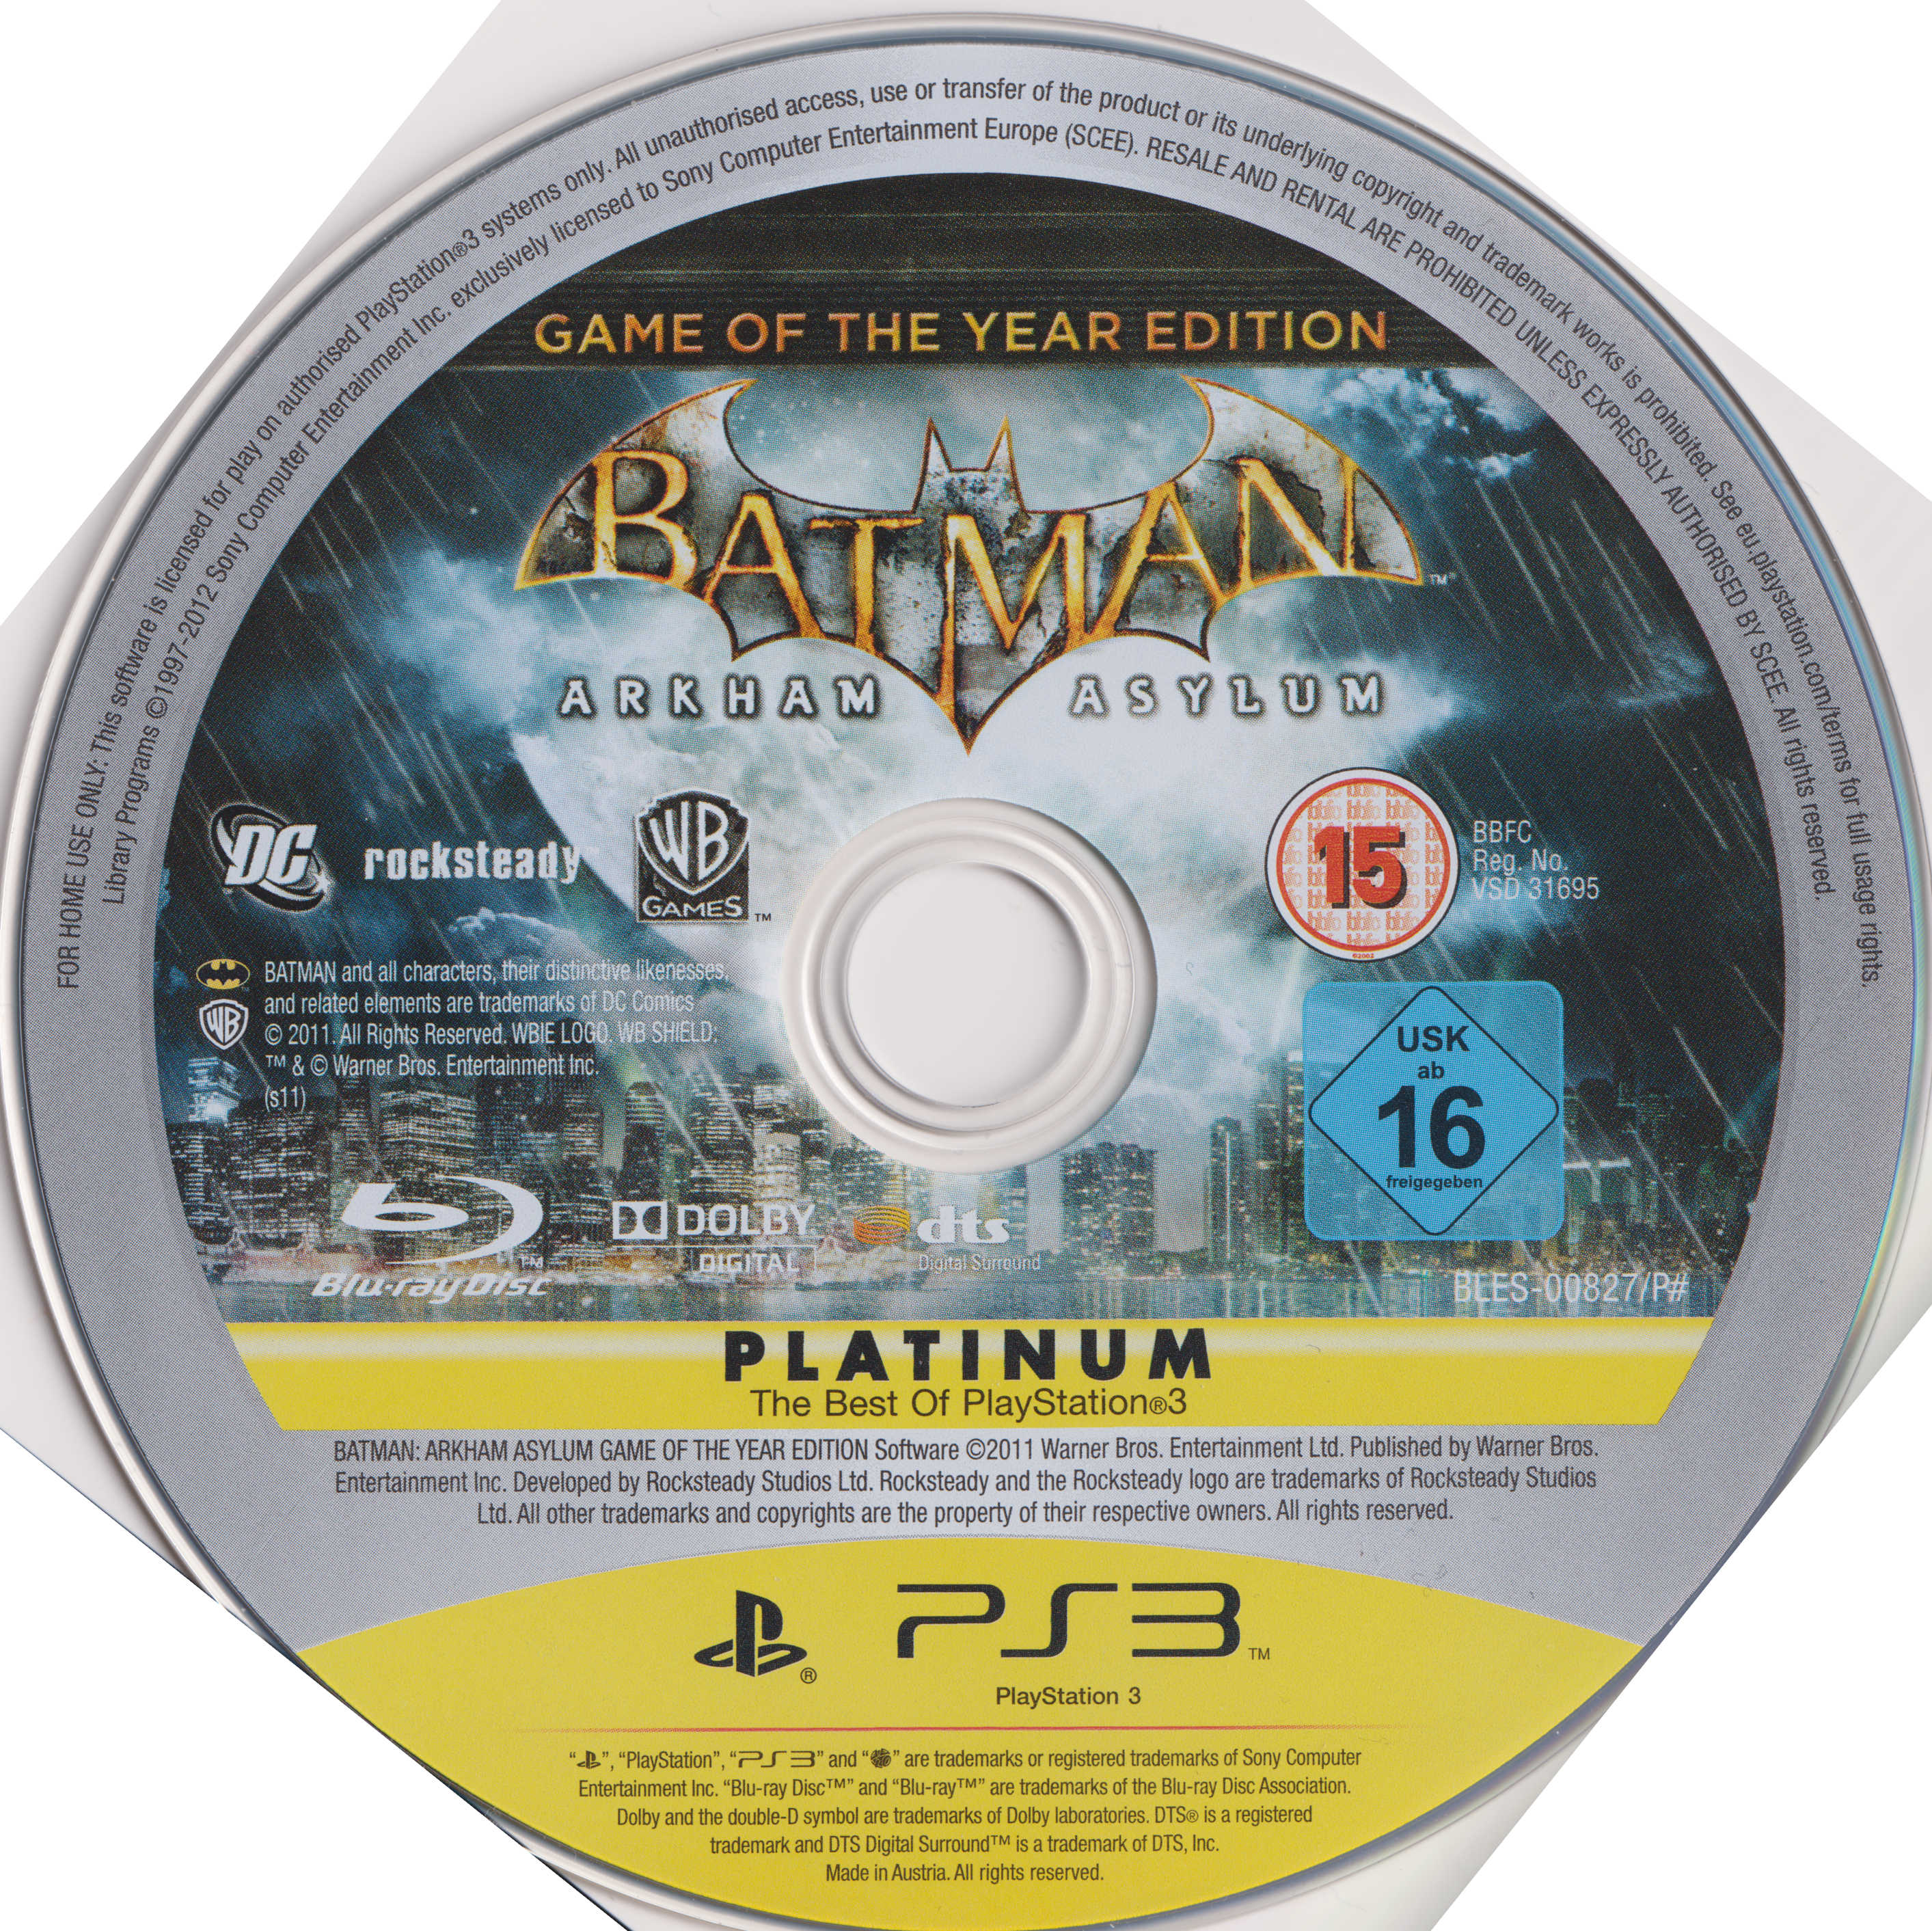 FOR HOME USE ONLY: This software is licensed for play on authorised PlayStation®3 systems only. All unauthorised access, use or transfer of the product or its underlying copyright and trademark works is prohibited. See eu.playstation.com/terms for full usage rights.
Library Programs ©1997-2012 Sony Computer Entertainment Inc. exclusively licensed to Sony Computer Entertainment Europe (SCEE). RESALE AND RENTAL ARE PROHIBITED UNLESS EXPRESSLY AUTHORISED BY SCEE. All rights reserved.
GAME OF THE YEAR EDITION
BATMAN™
ARKHAM ASYLUM
DC
rocksteady
WB
GAMES™
15
©2002
BBFC
Reg. No.
VSD 31695
BATMAN and all characters, their distinctive likenesses,
and related elements are trademarks of DC Comics
© 2011. All Rights Reserved. WBIE LOGO. WB SHIELD:
™ & © Warner Bros. Entertainment Inc.
(s11)
WB
USK
ab
16
freigegeben
Blu-ray Disc™
DOLBY
DIGITAL
dts
Digital Surround
BLES-00827/P#
PLATINUM
The Best Of PlayStation®3
BATMAN: ARKHAM ASYLUM GAME OF THE YEAR EDITION Software ©2011 Warner Bros. Entertainment Ltd. Published by Warner Bros.
Entertainment Inc. Developed by Rocksteady Studios Ltd. Rocksteady and the Rocksteady logo are trademarks of Rocksteady Studios
Ltd. All other trademarks and copyrights are the property of their respective owners. All rights reserved.
®
PS3™
PlayStation 3
“ ”, “PlayStation”, “PS3” and “ ” are trademarks or registered trademarks of Sony Computer
Entertainment Inc. “Blu-ray Disc™” and “Blu-ray™” are trademarks of the Blu-ray Disc Association.
Dolby and the double-D symbol are trademarks of Dolby laboratories. DTS® is a registered
trademark and DTS Digital Surround™ is a trademark of DTS, Inc.
Made in Austria. All rights reserved.